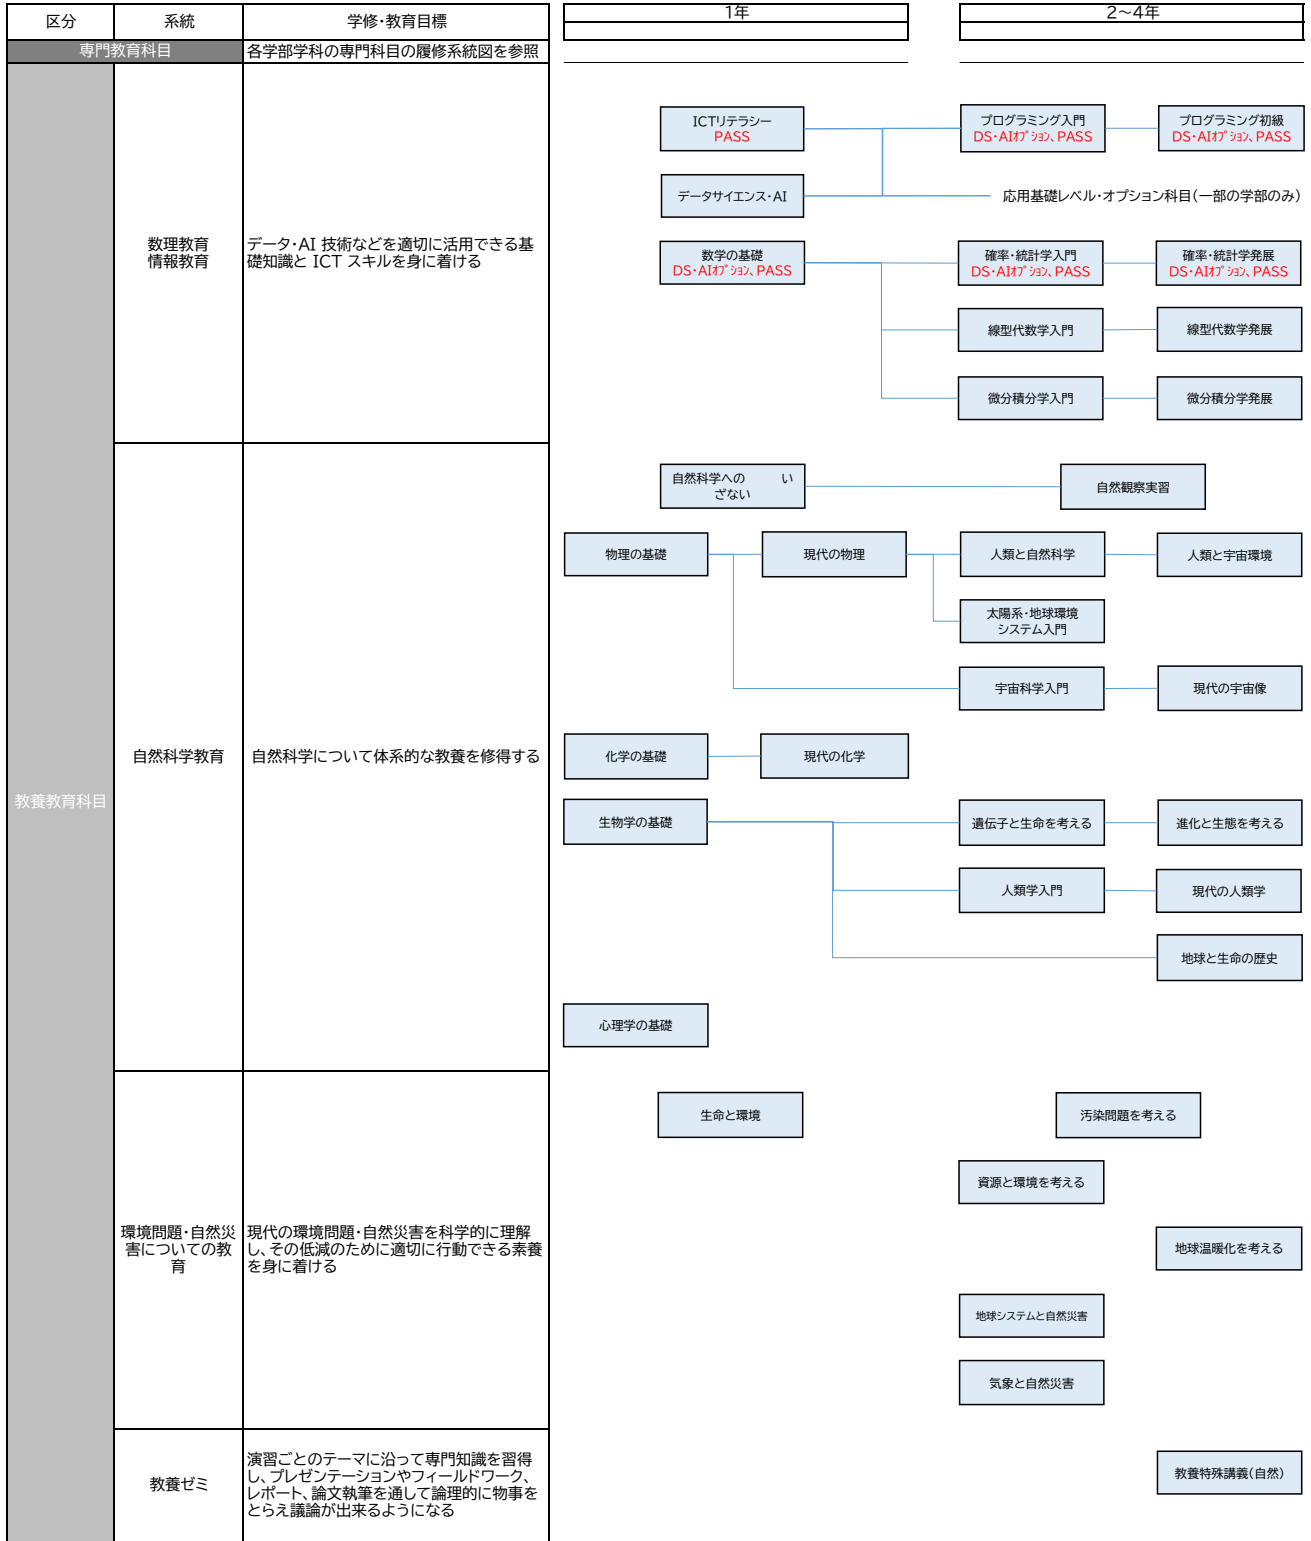 区分
系統
学修・教育目標
1年
2～4年
専門教育科目
各学部学科の専門科目の履修系統図を参照
教養教育科目
数理教育
情報教育
データ・AI 技術などを適切に活用できる基
礎知識と ICT スキルを身に着ける
ICTリテラシー
PASS
プログラミング入門
DS・AIｵﾌﾟｼｮﾝ、PASS
プログラミング初級
DS・AIｵﾌﾟｼｮﾝ、PASS
データサイエンス・AI
応用基礎レベル・オプション科目（一部の学部のみ）
数学の基礎
DS・AIｵﾌﾟｼｮﾝ、PASS
確率・統計学入門
DS・AIｵﾌﾟｼｮﾝ、PASS
確率・統計学発展
DS・AIｵﾌﾟｼｮﾝ、PASS
線型代数学入門
線型代数学発展
微分積分学入門
微分積分学発展
自然科学教育
自然科学について体系的な教養を修得する
自然科学への　　い
ざない
自然観察実習
物理の基礎
現代の物理
人類と自然科学
人類と宇宙環境
太陽系・地球環境
システム入門
宇宙科学入門
現代の宇宙像
化学の基礎
現代の化学
生物学の基礎
遺伝子と生命を考える
進化と生態を考える
人類学入門
現代の人類学
地球と生命の歴史
心理学の基礎
環境問題・自然災
害についての教
育
現代の環境問題・自然災害を科学的に理解
し、その低減のために適切に行動できる素養
を身に着ける
生命と環境
汚染問題を考える
資源と環境を考える
地球温暖化を考える
地球システムと自然災害
気象と自然災害
教養ゼミ
演習ごとのテーマに沿って専門知識を習得
し、プレゼンテーションやフィールドワーク、
レポート、論文執筆を通して論理的に物事を
とらえ議論が出来るようになる
教養特殊講義（自然）